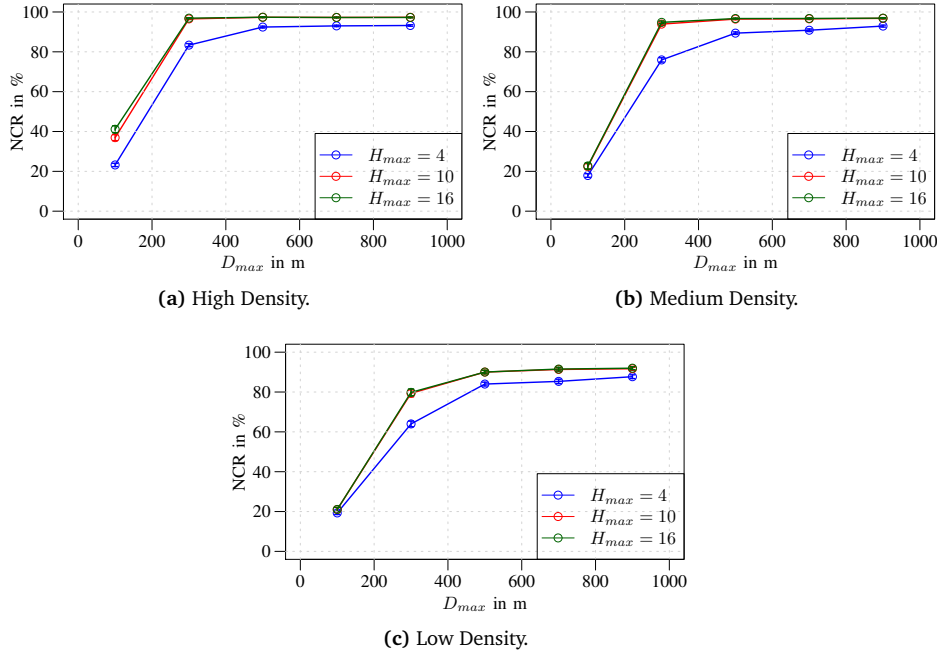 100
80
60
40
20
0
NCR in %
H_max = 4
H_max = 10
H_max = 16
0 200 400 600 800 1000
D_max in m
(a) High Density.
100
80
60
40
20
0
NCR in %
H_max = 4
H_max = 10
H_max = 16
0 200 400 600 800 1000
D_max in m
(b) Medium Density.
100
80
60
40
20
0
NCR in %
H_max = 4
H_max = 10
H_max = 16
0 200 400 600 800 1000
D_max in m
(c) Low Density.